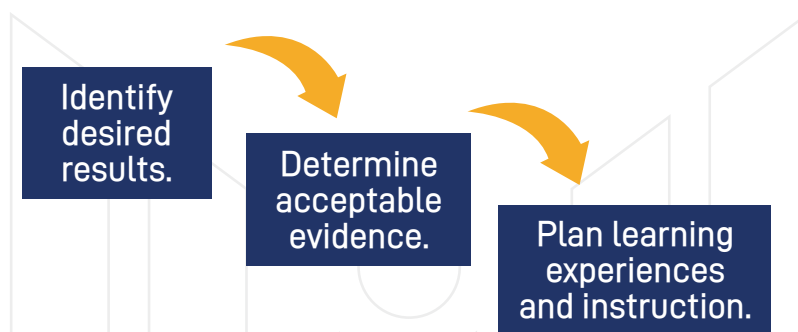 Identify
desired
results.
Determine
acceptable
evidence.
Plan learning
experiences
and instruction.